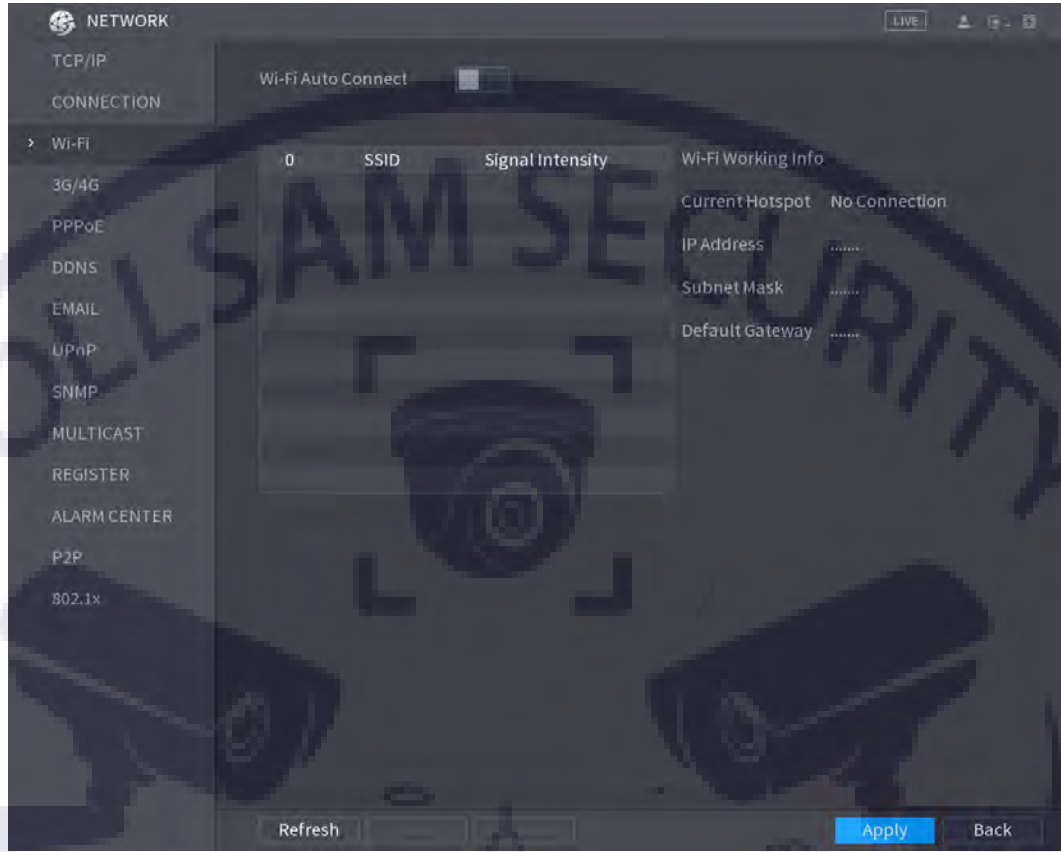 NETWORK
LIVE
TCP/IP
CONNECTION
Wi-Fi
3G/4G
PPPoE
DDNS
EMAIL
UPnP
SNMP
MULTICAST
REGISTER
ALARM CENTER
P2P
802.1x
Wi-Fi Auto Connect
0 SSID Signal Intensity
Wi-Fi Working Info
Current Hotspot No Connection
IP Address .......
Subnet Mask .......
Default Gateway .......
OLLSAM SECURITY
Refresh
Apply
Back